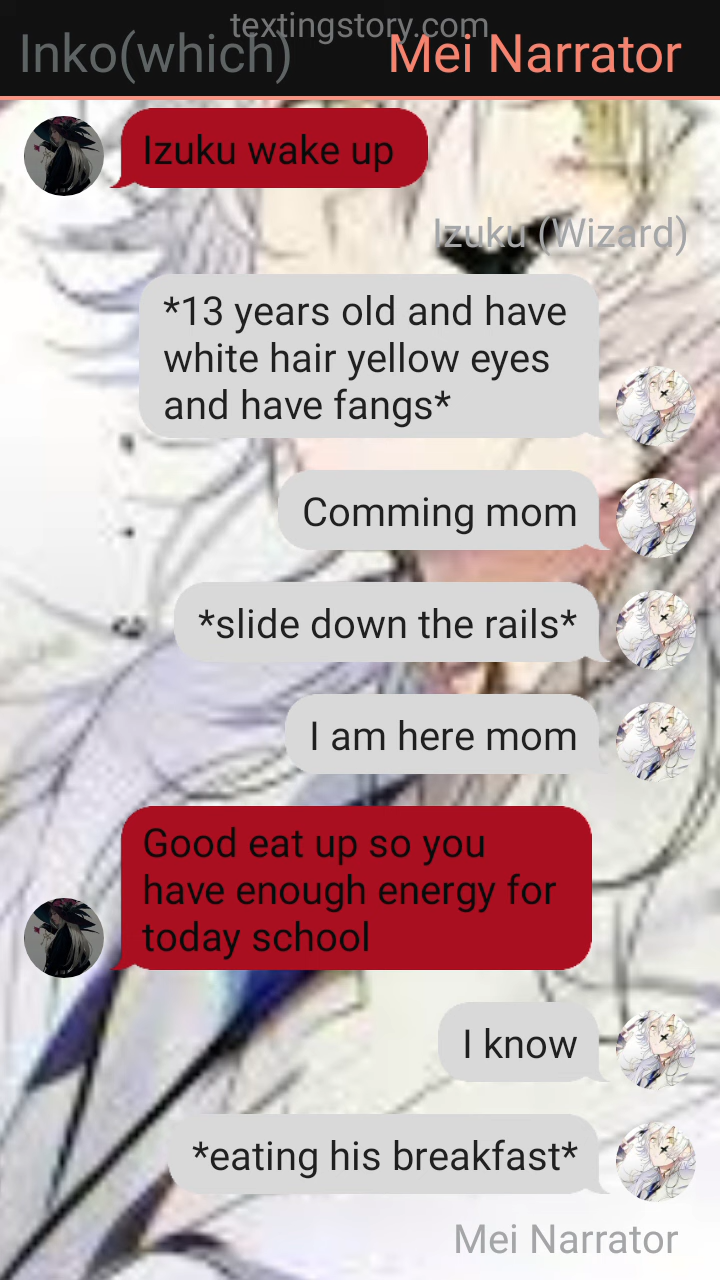 textingstory.com
Inko(which)
Mei Narrator
Izuku wake up
Izuku (Wizard)
*13 years old and have
white hair yellow eyes
and have fangs*
Comming mom
*slide down the rails*
I am here mom
Good eat up so you
have enough energy for
today school
I know
*eating his breakfast*
Mei Narrator